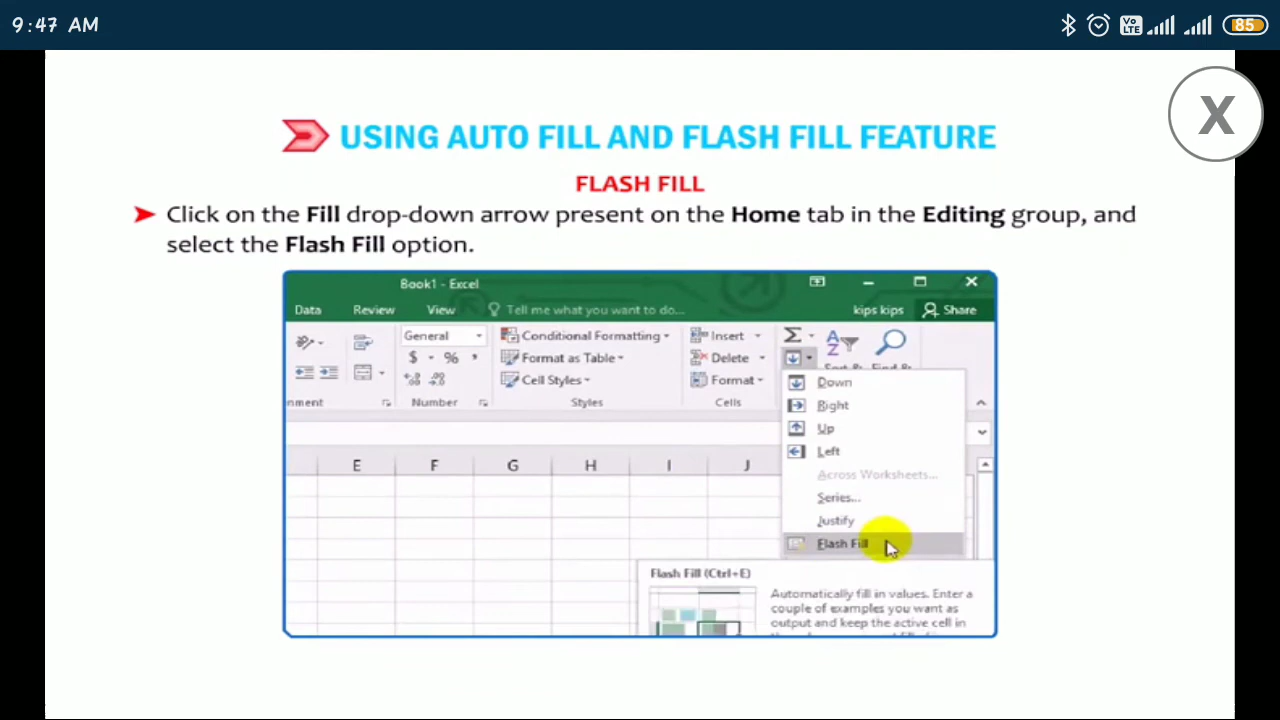 9:47 AM
Vo LTE
85
X
USING AUTO FILL AND FLASH FILL FEATURE
FLASH FILL
Click on the Fill drop-down arrow present on the Home tab in the Editing group, and
select the Flash Fill option.
Book1 - Excel
Data Review View Tell me what you want to do... kips kips Share
General Conditional Formatting Insert
$ % , Format as Table Delete
Cell Styles Format
nment Number Styles Cells
Down
Right
Up
Left
Across Worksheets...
Series...
Justify
Flash Fill
E F G H I J
Flash Fill (Ctrl+E)
Automatically fill in values. Enter a
couple of examples you want as
output and keep the active cell in